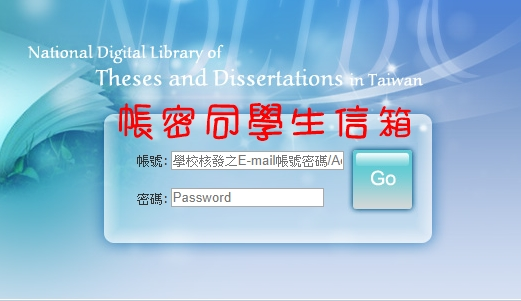 National Digital Library of
Theses and Dissertations in Taiwan
帳密同學生信箱
帳號: 學校核發之E-mail帳號密碼/A
密碼: Password
Go